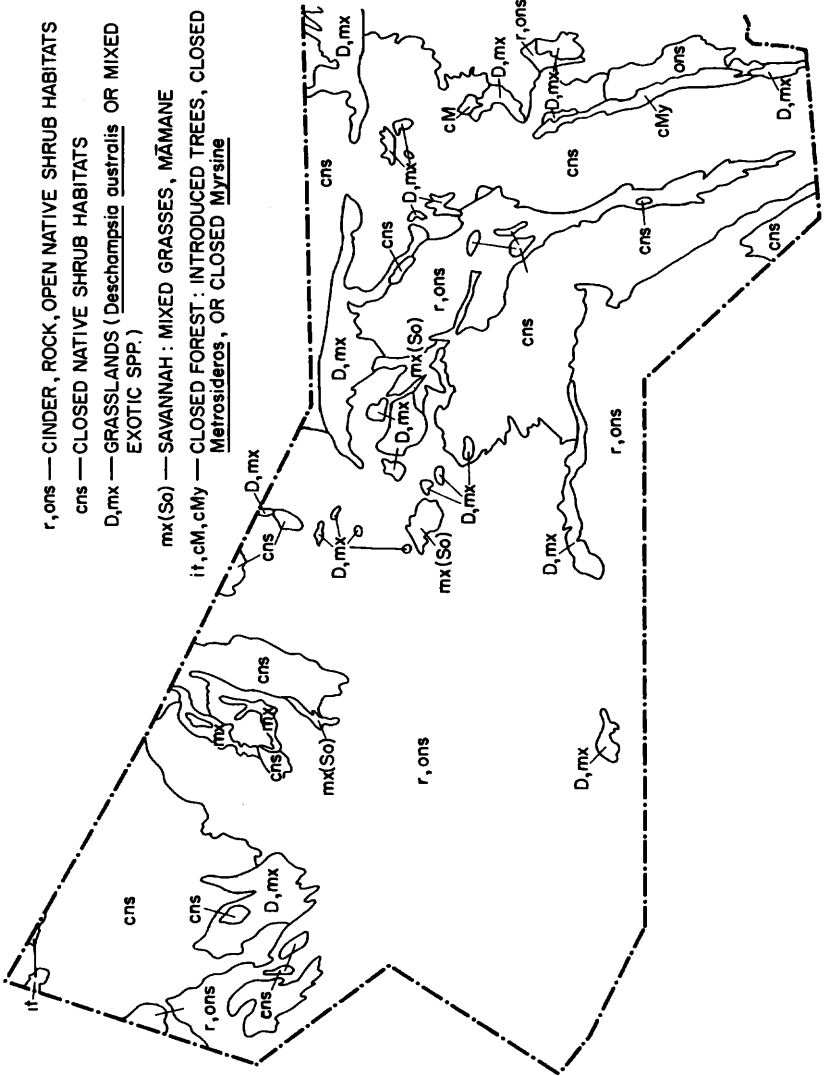 r,ons — CINDER, ROCK, OPEN NATIVE SHRUB HABITATS
cns — CLOSED NATIVE SHRUB HABITATS
D,mx — GRASSLANDS (Deschampsia australis OR MIXED
EXOTIC SPP.)
mx(So) — SAVANNAH: MIXED GRASSES, MĀMANE
it,cM,cMy — CLOSED FOREST: INTRODUCED TREES, CLOSED
Metrosideros, OR CLOSED Myrsine
D,mx
r,ons
D,mx
cM
D,mx
ons
cMy
D,mx
cns
D,mx
D,mx
cns
cns
cns
cns
r,ons
cns
D,mx
mx(So)
D,mx
r,ons
D,mx
D,mx
cns
D,mx
mx(So)
D,mx
cns
mx
mx
cns
mx(So)
r,ons
D,mx
cns
cns
D,mx
it
r,ons
cns